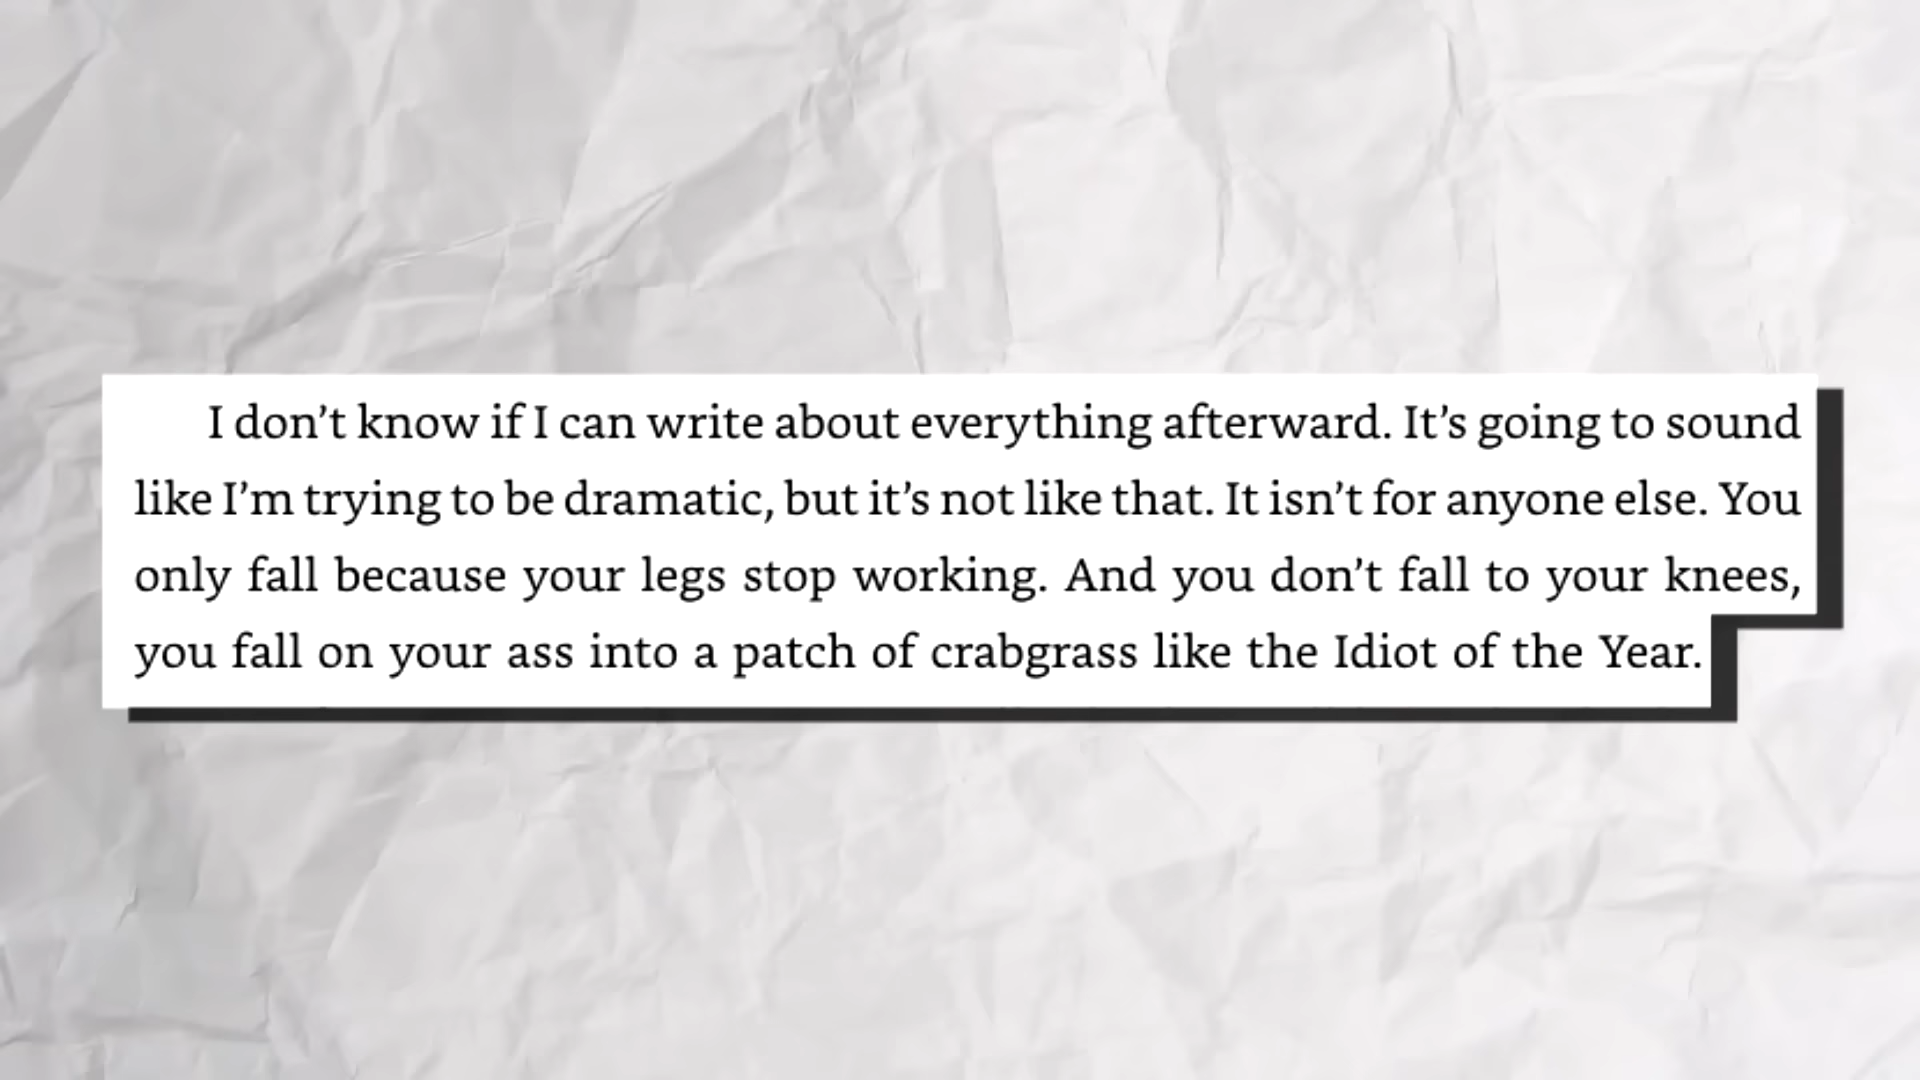 I don’t know if I can write about everything afterward. It’s going to sound
like I’m trying to be dramatic, but it’s not like that. It isn’t for anyone else. You
only fall because your legs stop working. And you don’t fall to your knees,
you fall on your ass into a patch of crabgrass like the Idiot of the Year.